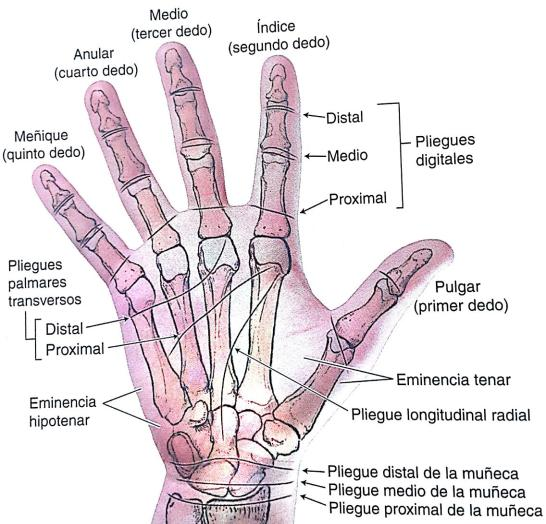 Medio
(tercer dedo)
Índice
(segundo dedo)
Anular
(cuarto dedo)
Meñique
(quinto dedo)
Distal
Medio
Proximal
Pliegues
digitales
Pliegues
palmares
transversos
Distal
Proximal
Pulgar
(primer dedo)
Eminencia tenar
Eminencia
hipotenar
Pliegue longitudinal radial
Pliegue distal de la muñeca
Pliegue medio de la muñeca
Pliegue proximal de la muñeca